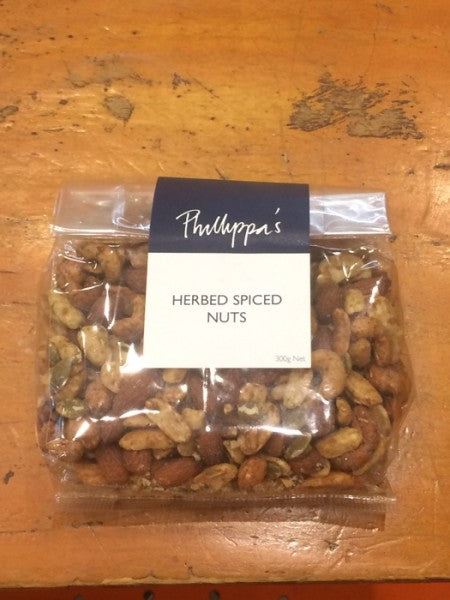 Phillippa's
HERBED SPICED
NUTS
300g Net